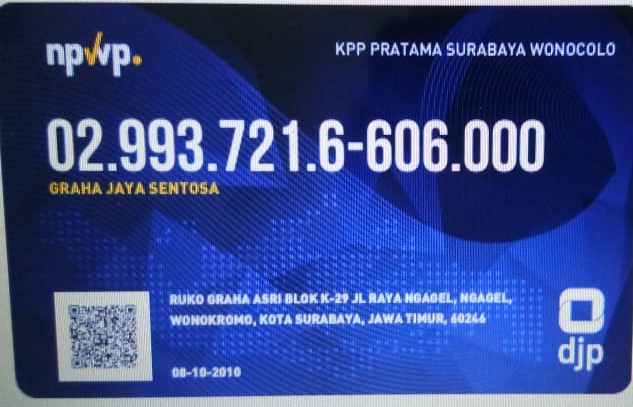 npwp.
KPP PRATAMA SURABAYA WONOCOLO
02.993.721.6-606.000
GRAHA JAYA SENTOSA
RUKO GRAHA ASRI BLOK K-29 JL RAYA NGAGEL, NGAGEL,
WONOKROMO, KOTA SURABAYA, JAWA TIMUR, 60246
08-10-2010
djp